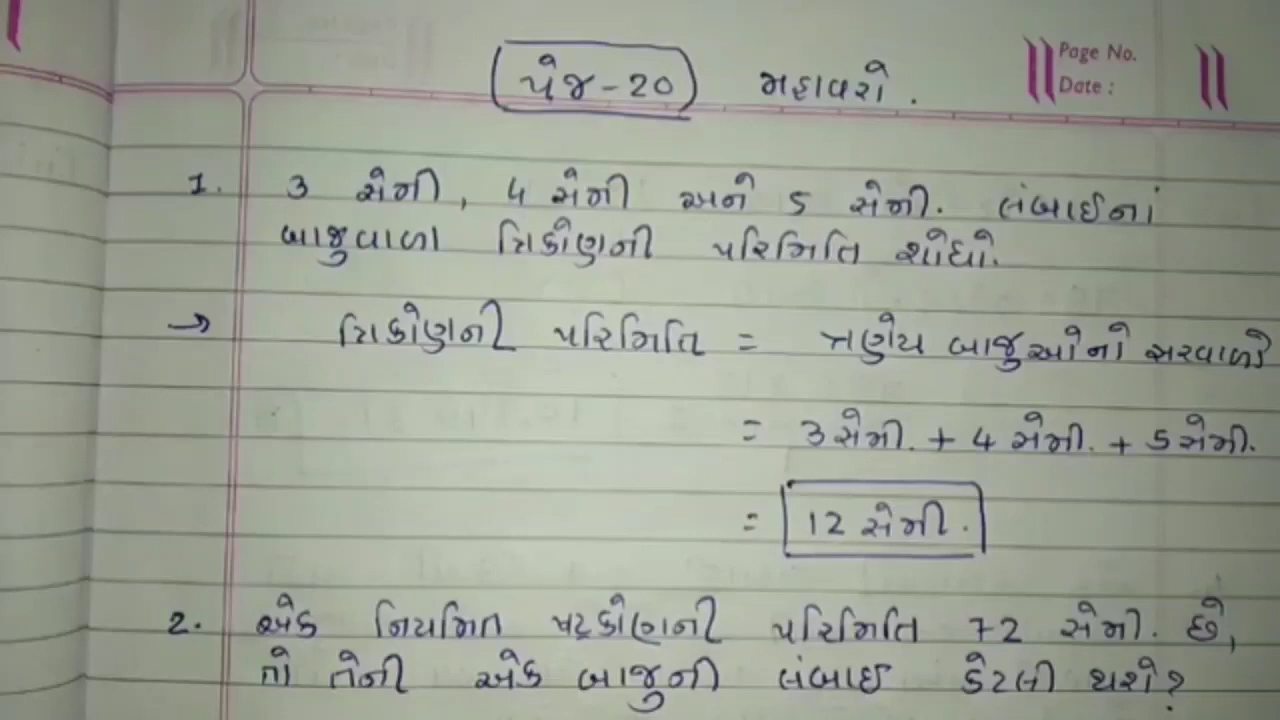 પેજ - 20 મહાવરો.
Page No.
Date :
1. 3 સેમી, 4 સેમી અને 5 સેમી. લંબાઈનાં
બાજુવાળા ત્રિકોણની પરિમિતિ શોધો.
→ ત્રિકોણની પરિમિતિ = ત્રણેય બાજુઓનો સરવાળો
= 3 સેમી. + 4 સેમી. + 5 સેમી.
= 12 સેમી.
2. એક નિયમિત ષટ્કોણની પરિમિતિ 72 સેમી. છે,
તો તેની એક બાજુની લંબાઇ કેટલી થશે?